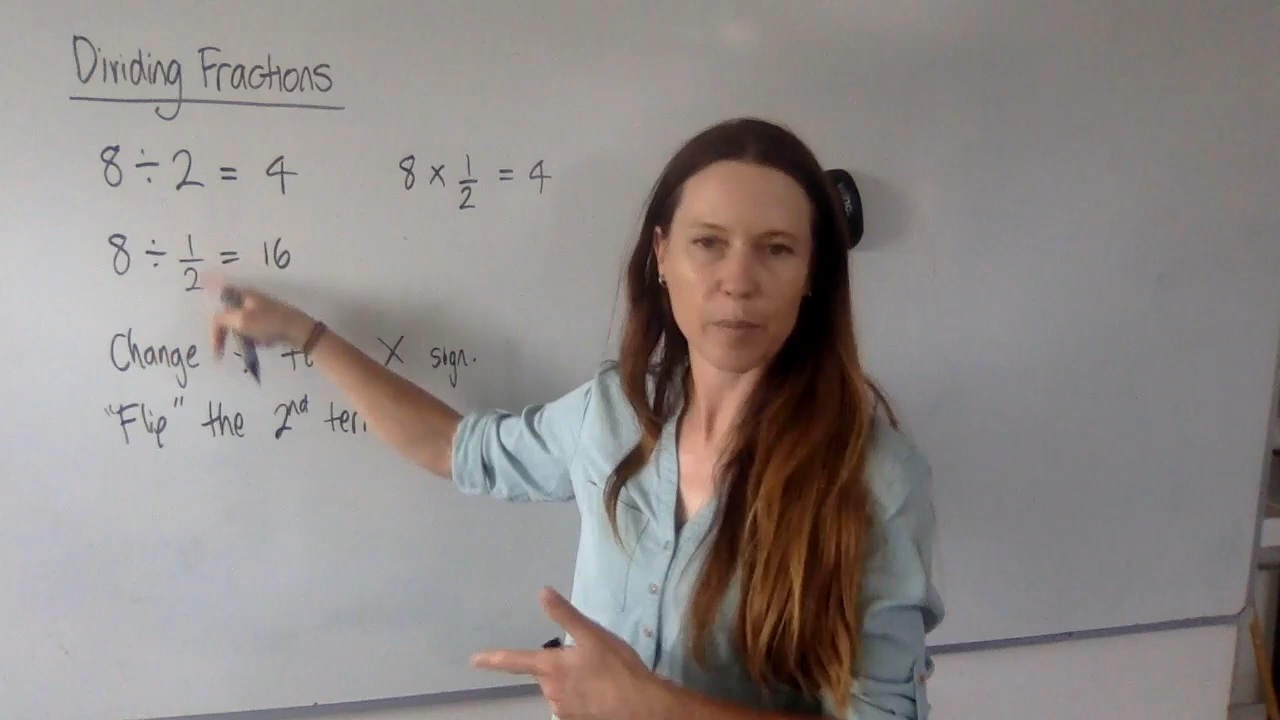 Dividing Fractions
8 ÷ 2 = 4
8 × 1/2 = 4
8 ÷ 1/2 = 16
Change × sign.
"Flip" the 2nd